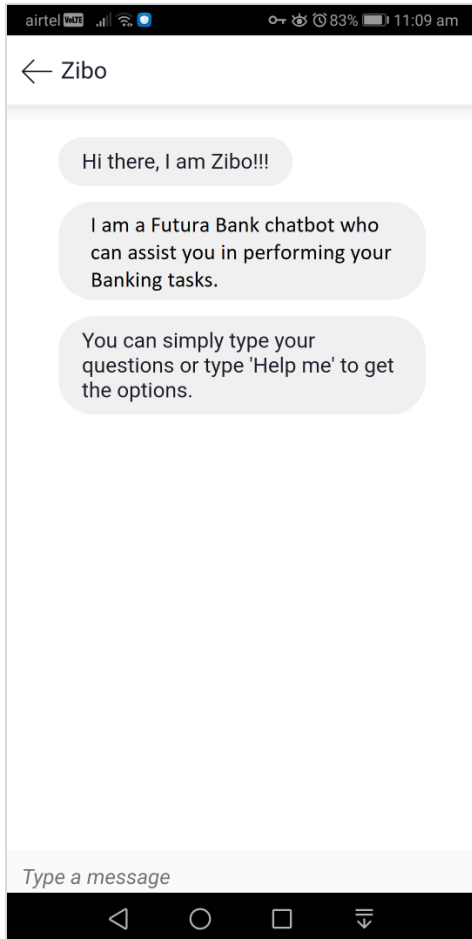 airtel VoLTE 83% 11:09 am
Zibo
Hi there, I am Zibo!!!
I am a Futura Bank chatbot who
can assist you in performing your
Banking tasks.
You can simply type your
questions or type 'Help me' to get
the options.
Type a message